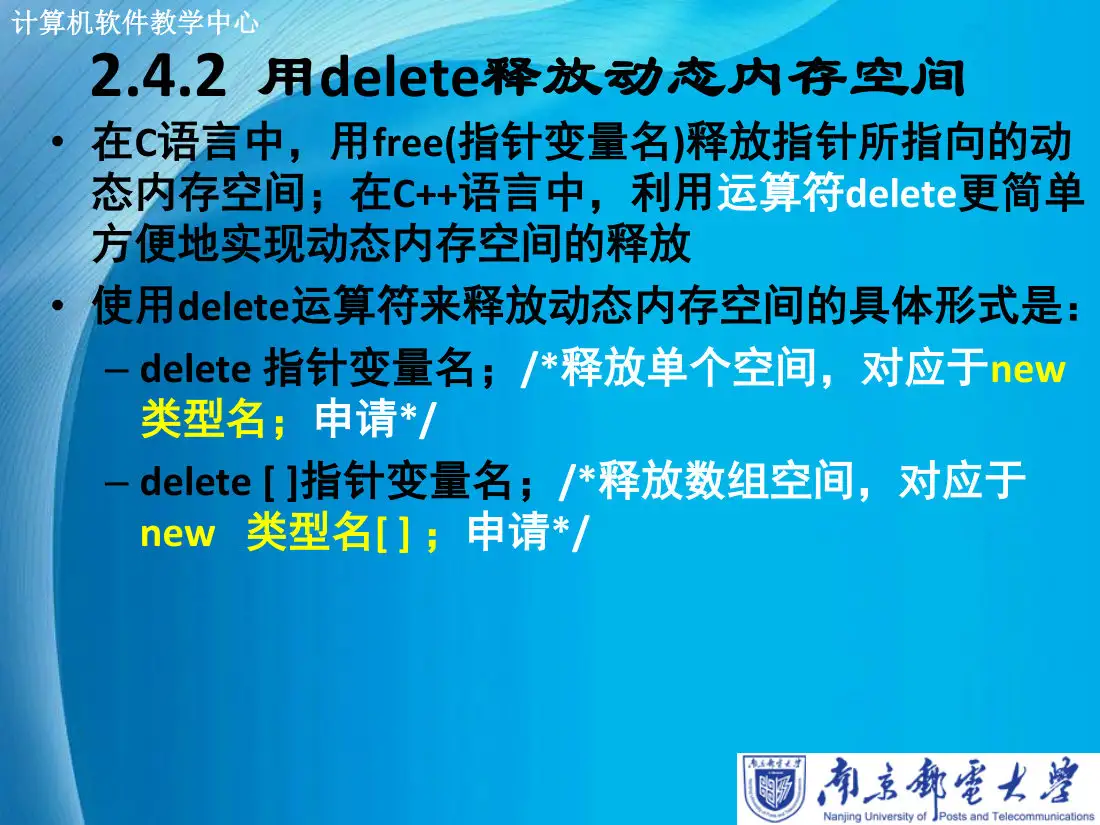 计算机软件教学中心
2.4.2 用delete释放动态内存空间
• 在C语言中，用free(指针变量名)释放指针所指向的动
态内存空间；在C++语言中，利用运算符delete更简单
方便地实现动态内存空间的释放
• 使用delete运算符来释放动态内存空间的具体形式是：
– delete 指针变量名；/*释放单个空间，对应于new
类型名；申请*/
– delete [ ]指针变量名；/*释放数组空间，对应于
new 类型名[ ] ；申请*/
南京郵電大學
Nanjing University of Posts and Telecommunications